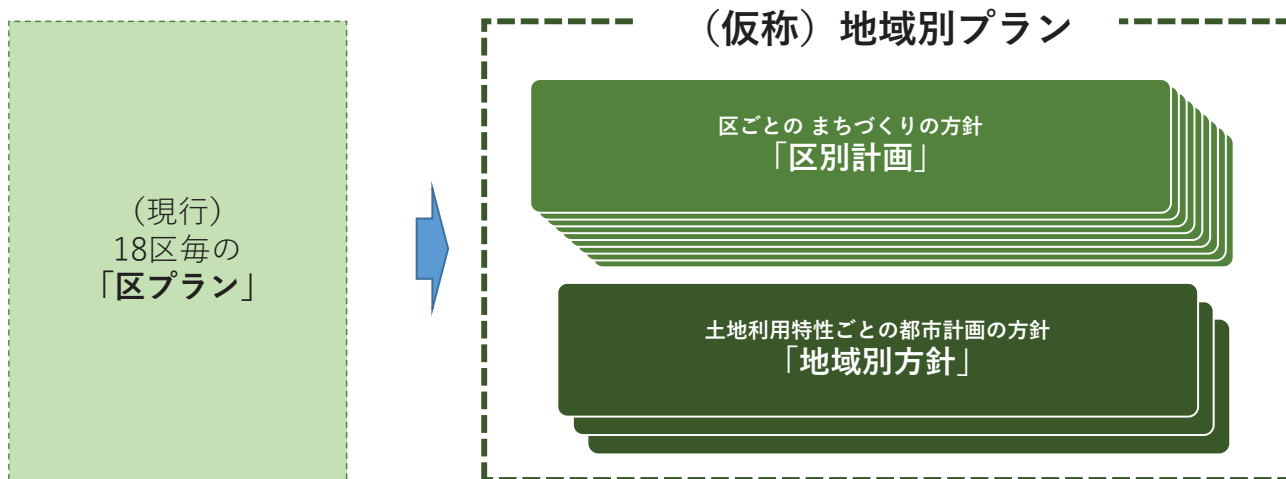 （現行）
18区毎の
「区プラン」
（仮称）地域別プラン
区ごとの まちづくりの方針
「区別計画」
土地利用特性ごとの都市計画の方針
「地域別方針」